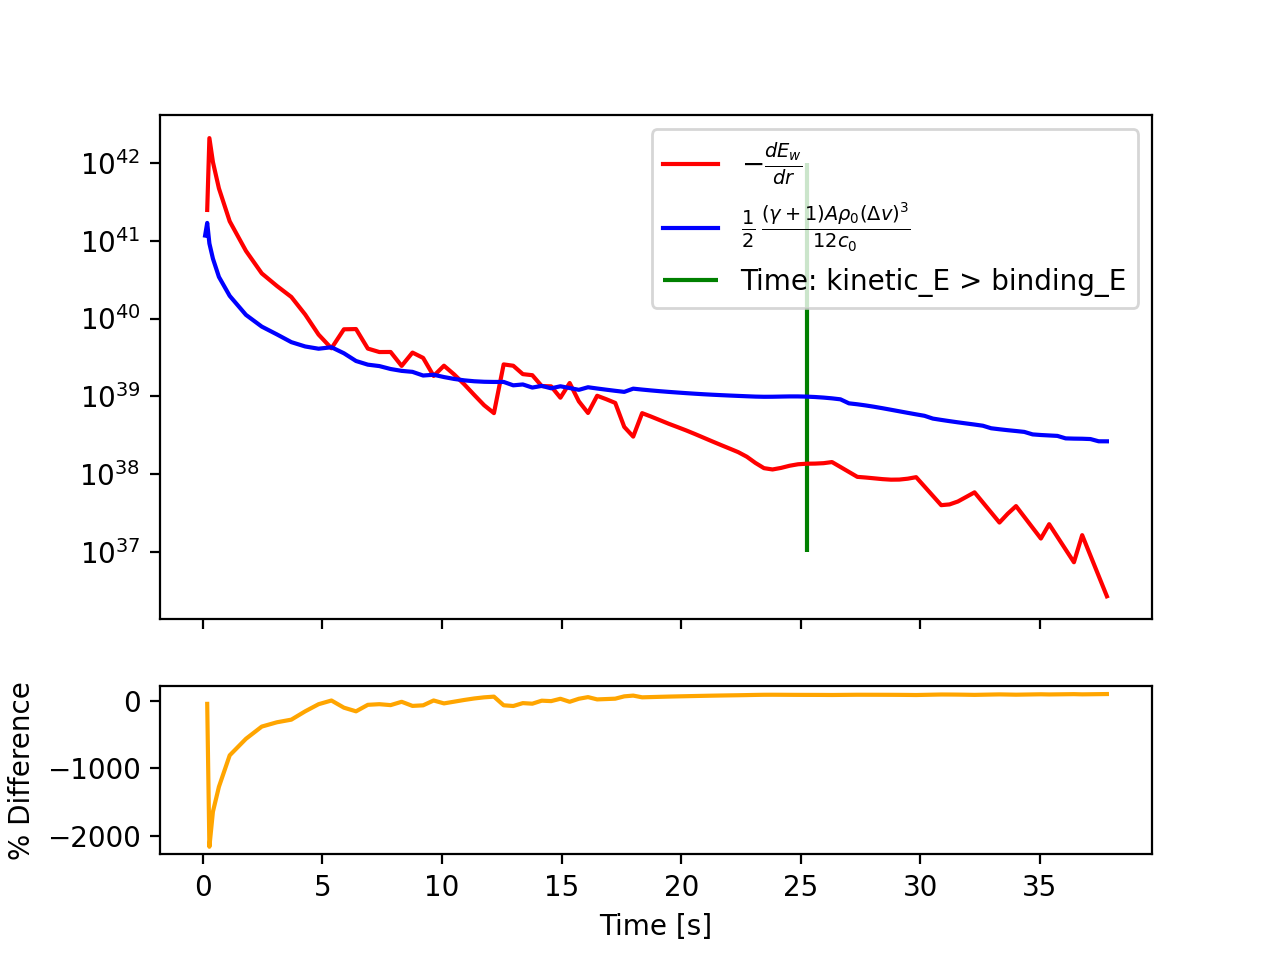 10^42
10^41
10^40
10^39
10^38
10^37
−dE_w/dr
1/2 (γ + 1)Aρ_0(Δv)^3/12c_0
Time: kinetic_E > binding_E
% Difference
0
−1000
−2000
0 5 10 15 20 25 30 35
Time [s]